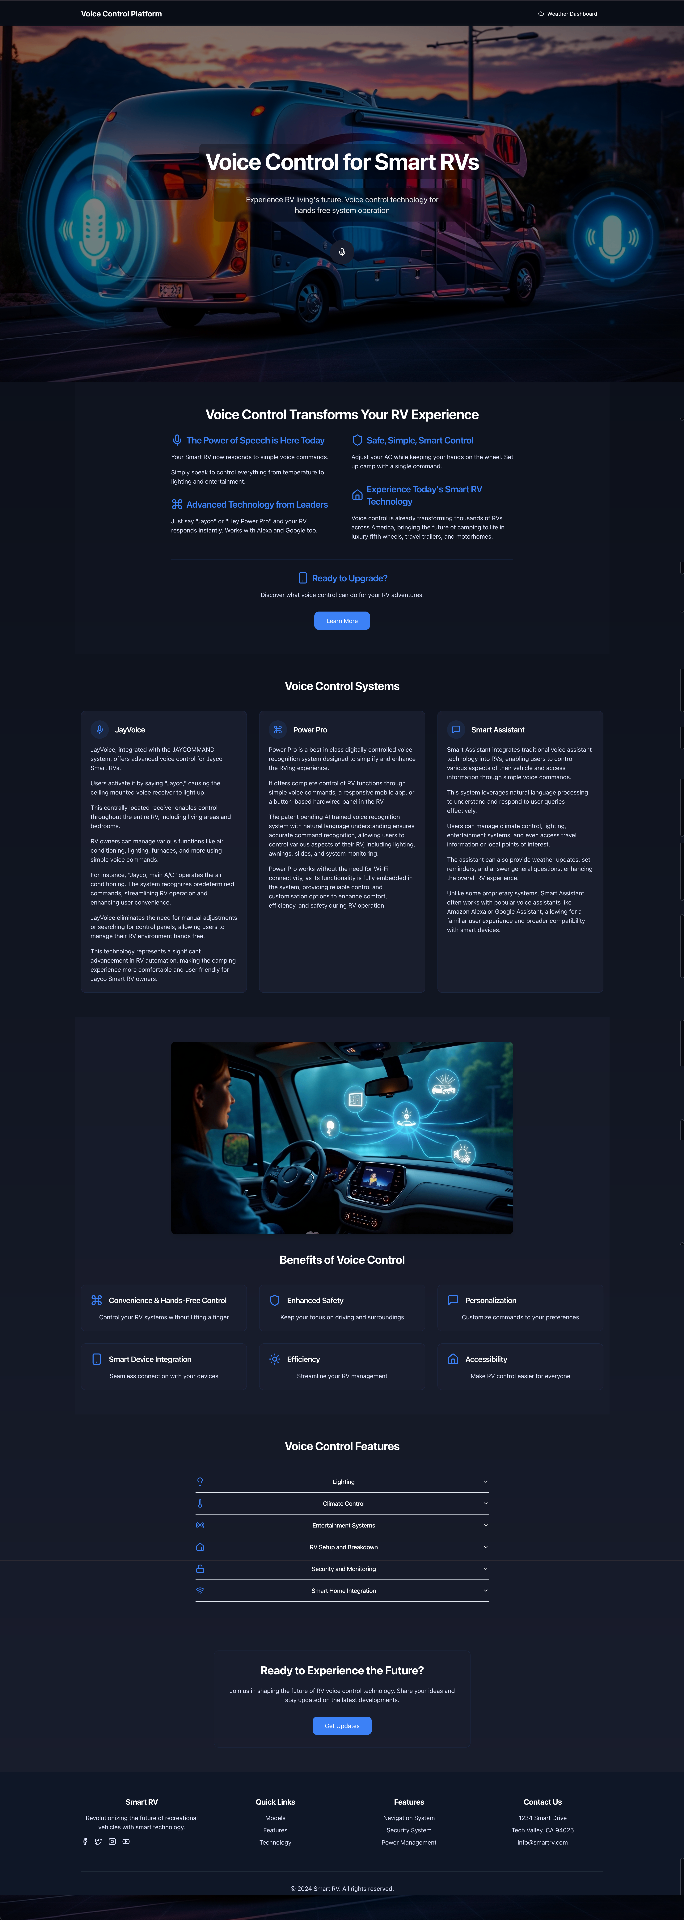 Voice Control Platform
Weather Dashboard
Voice Control for Smart RVs
Experience RV living's future. Voice control technology for
hands-free system operation
Voice Control Transforms Your RV Experience
The Power of Speech is Here Today
Your Smart RV now responds to simple voice commands.
Simply speak to control everything from temperature to
lighting and entertainment.
Advanced Technology from Leaders
Just say "Jayco" or "Hey Power Pro" and your RV
responds instantly. Works with Alexa and Google too.
Safe, Simple, Smart Control
Adjust your AC while keeping your hands on the wheel. Set
up camp with a single command.
Experience Today's Smart RV
Technology
Voice control is already transforming thousands of RVs
across America, bringing the future of camping to life in
luxury fifth wheels, travel trailers, and motorhomes.
Ready to Upgrade?
Discover what voice control can do for your RV adventures.
Learn More
Voice Control Systems
JayVoice
JayVoice, integrated with the JAYCOMMAND
system, offers advanced voice control for Jayco
Smart RVs.
Users activate it by saying "Jayco," causing the
ceiling-mounted voice receiver to light up.
This centrally located receiver enables control
throughout the entire RV, including living areas and
bedrooms.
RV owners can manage various functions like air
conditioning, lighting, furnaces, and more using
simple voice commands.
For instance, "Jayco, main A/C" operates the air
conditioning. The system recognizes predetermined
commands, streamlining RV operation and
enhancing user convenience.
JayVoice eliminates the need for manual adjustments
or searching for control panels, allowing users to
manage their RV environment hands-free.
This technology represents a significant
advancement in RV automation, making the camping
experience more comfortable and user-friendly for
Jayco Smart RV owners.
Power Pro
Power Pro is a best-in-class digitally controlled voice
recognition system designed to simplify and enhance
the RVing experience.
It offers complete control of RV functions through
simple voice commands, a responsive mobile app, or
a button-based hardwired panel in the RV.
The patent-pending AI trained voice recognition
system with natural language understanding ensures
accurate command recognition, allowing users to
control various aspects of their RV, including lighting,
awnings, slides, and system monitoring.
Power Pro works without the need for Wi-Fi
connectivity, as its functionality is fully embedded in
the system, providing reliable control and
customisation options to enhance comfort,
efficiency, and safety during RV operation
Smart Assistant
Smart Assistant integrates traditional voice assistant
technology into RVs, enabling users to control
various aspects of their vehicle and access
information through simple voice commands.
This system leverages natural language processing
to understand and respond to user queries
effectively.
Users can manage climate control, lighting,
entertainment systems, and even access travel
information or local points of interest.
The assistant can also provide weather updates, set
reminders, and answer general questions, enhancing
the overall RV experience.
Unlike some proprietary systems, Smart Assistant
often works with popular voice assistants like
Amazon Alexa or Google Assistant, allowing for a
familiar user experience and broader compatibility
with smart devices.
Benefits of Voice Control
Convenience & Hands-Free Control
Control your RV systems without lifting a finger
Enhanced Safety
Keep your focus on driving and surroundings
Personalization
Customize commands to your preferences
Smart Device Integration
Seamless connection with your devices
Efficiency
Streamline your RV management
Accessibility
Make RV control easier for everyone
Voice Control Features
Lighting
Climate Control
Entertainment Systems
RV Setup and Breakdown
Security and Monitoring
Smart Home Integration
Ready to Experience the Future?
Join us in shaping the future of RV voice control technology. Share your ideas and
stay updated on the latest developments.
Get Updates
Smart RV
Revolutionizing the future of recreational
vehicles with smart technology.
Quick Links
Models
Features
Technology
Features
Navigation System
Security System
Power Management
Contact Us
1234 Smart Drive
Tech Valley, CA 94025
info@smartrv.com
© 2024 Smart RV. All rights reserved.